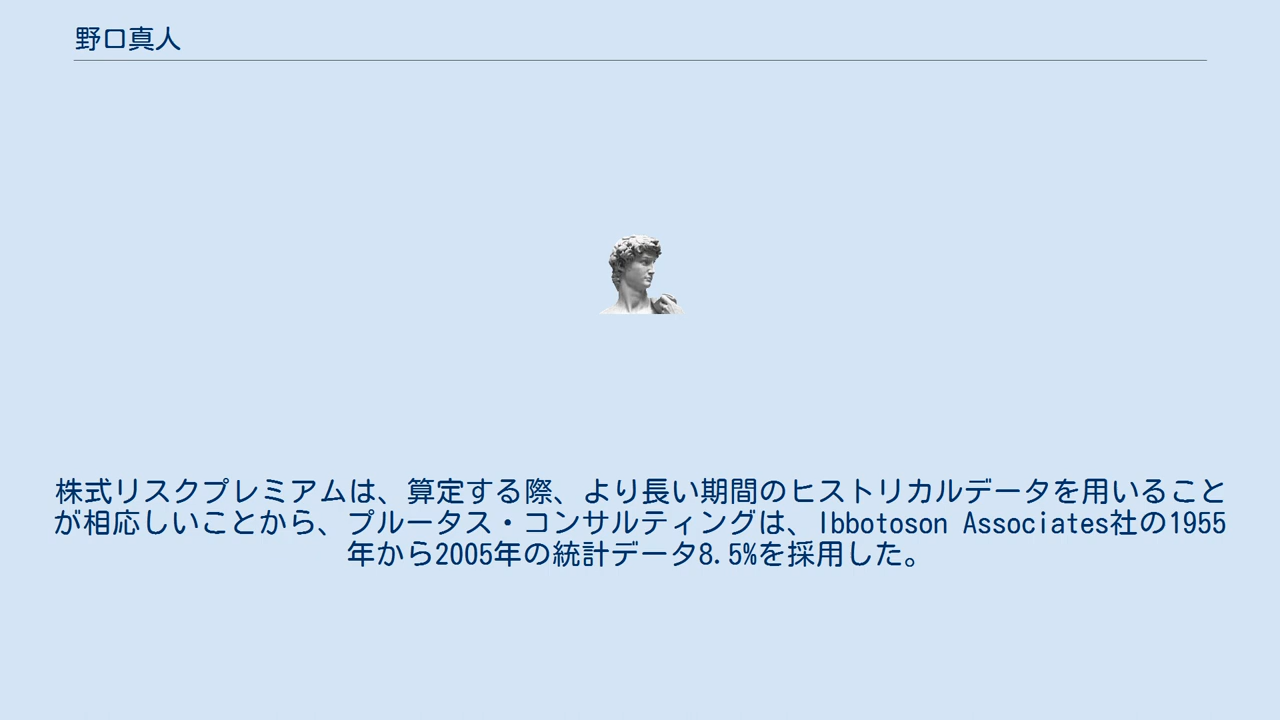 野口真人
株式リスクプレミアムは、算定する際、より長い期間のヒストリカルデータを用いること
が相応しいことから、プルータス・コンサルティングは、Ibbotoson Associates社の1955
年から2005年の統計データ8.5%を採用した。